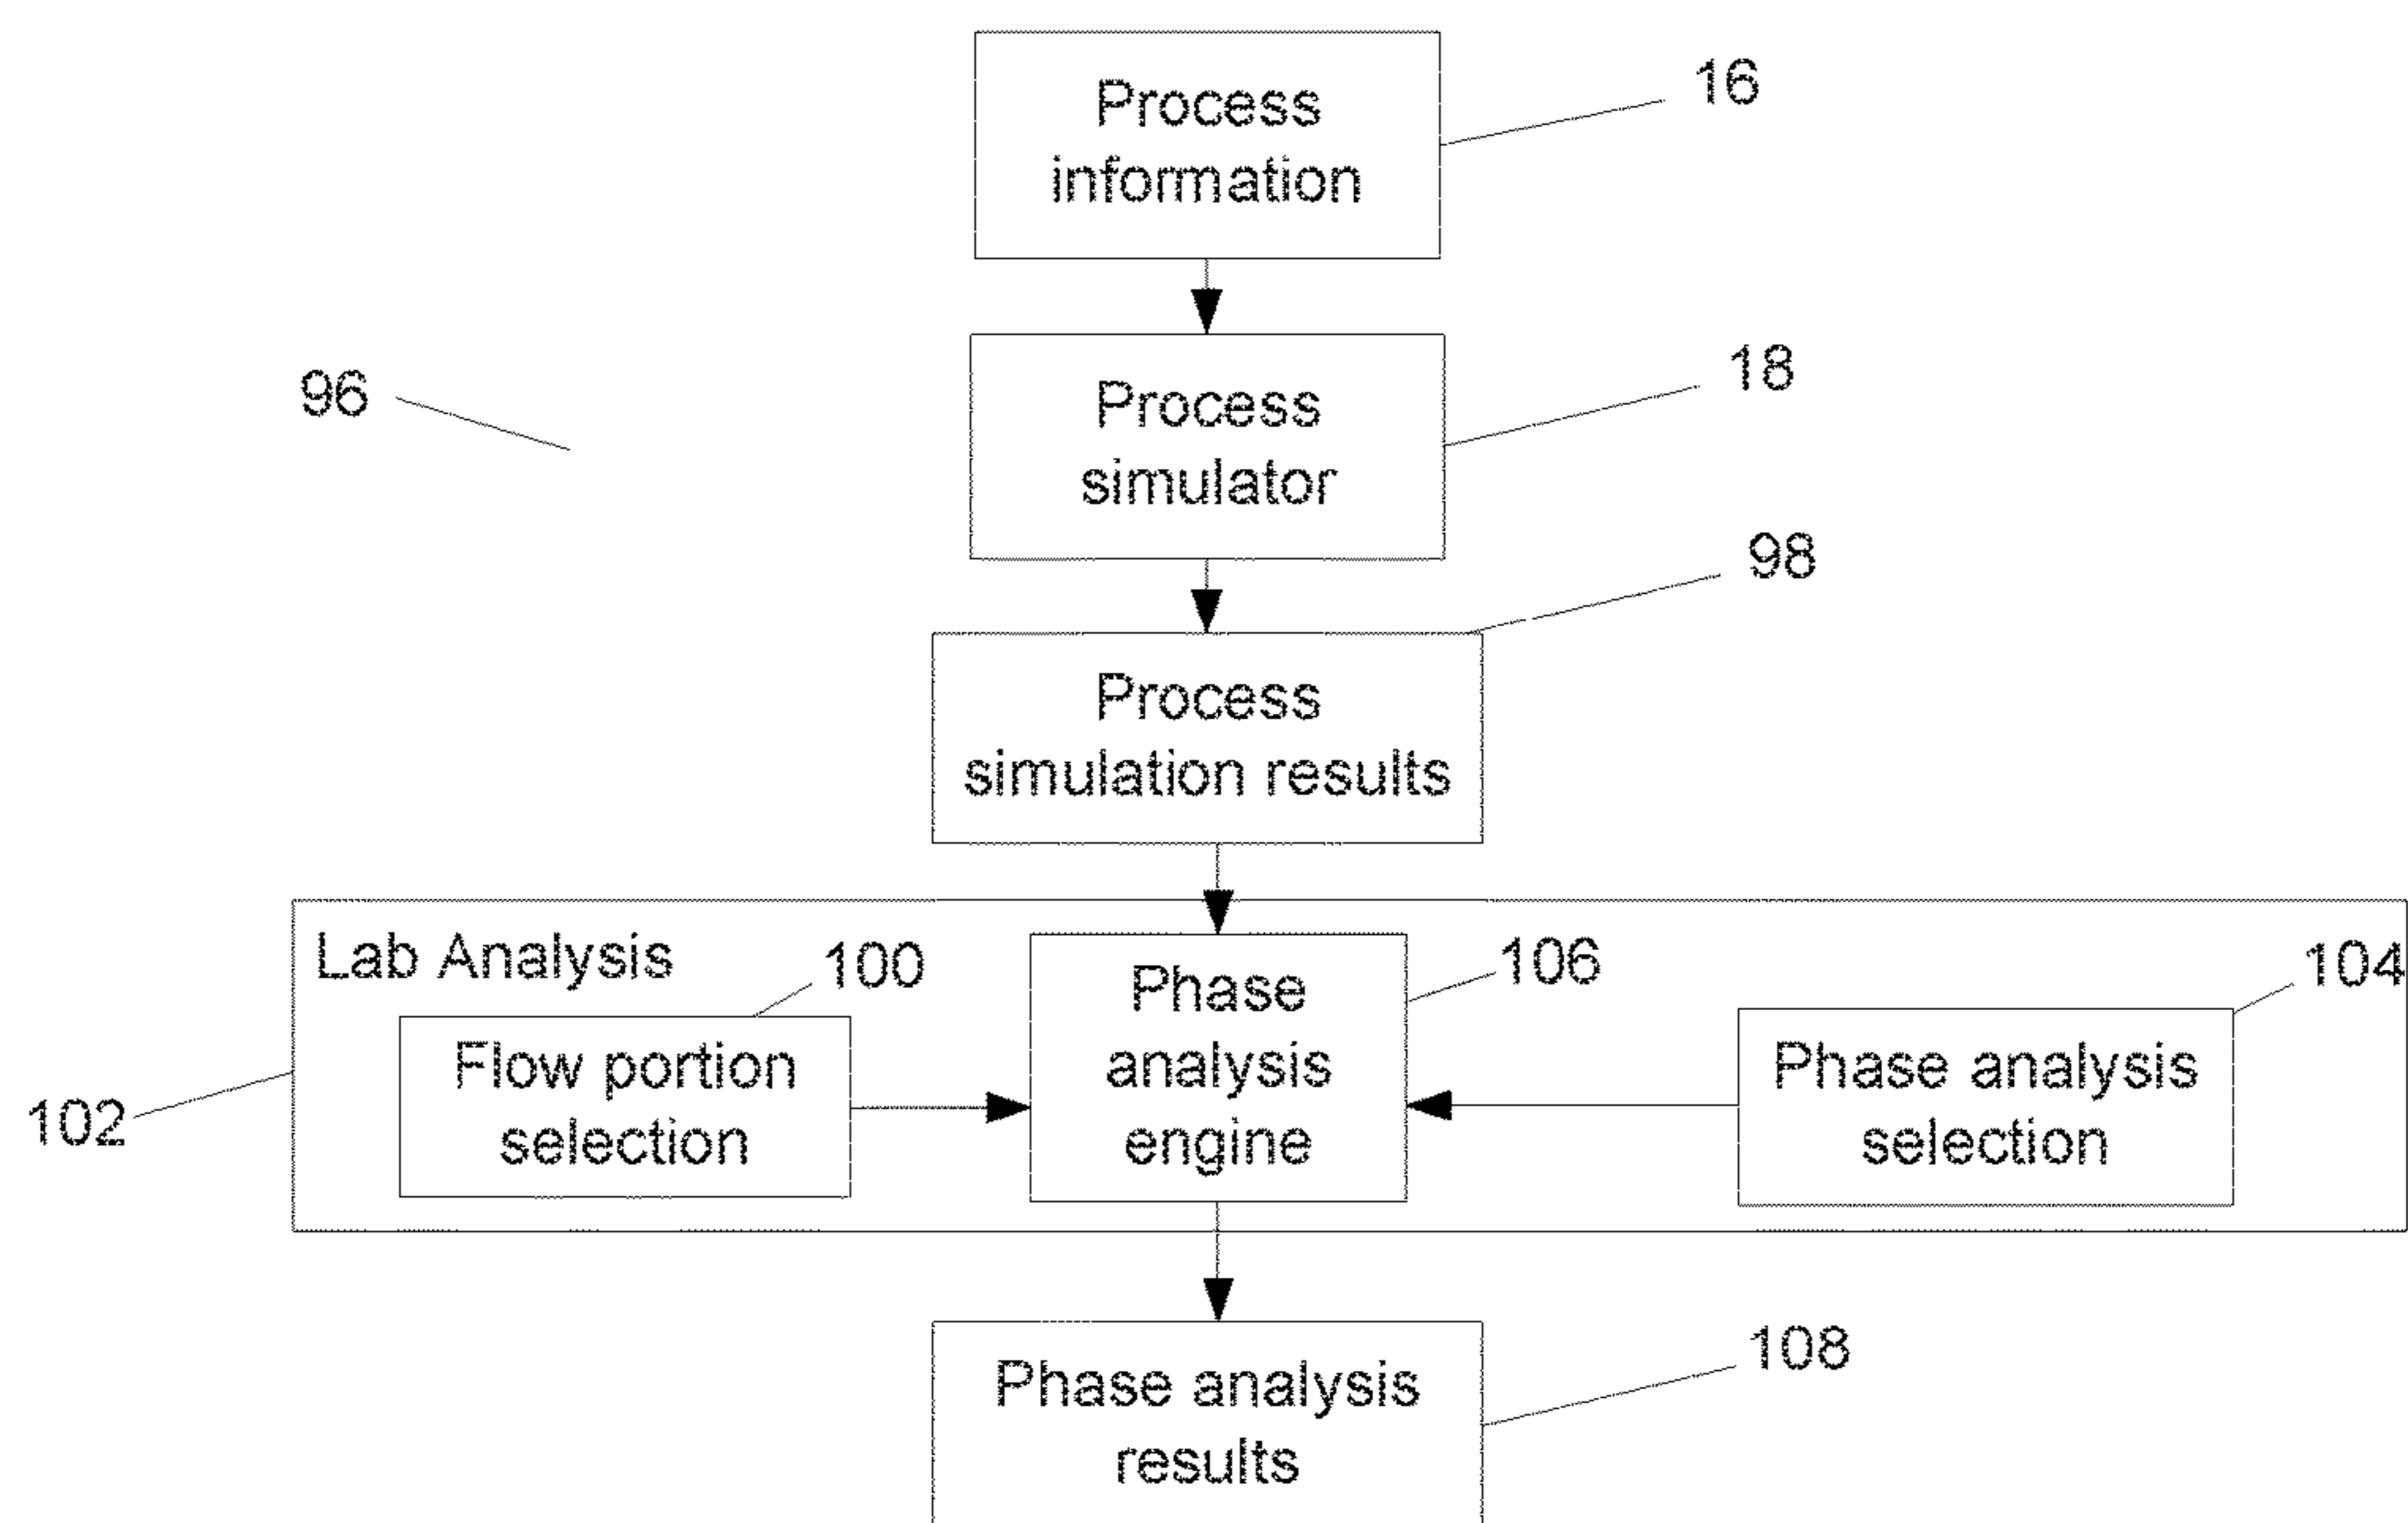 Process
information
16
Process
simulator
18
96
Process
simulation results
98
Lab Analysis
100
Flow portion
selection
102
Phase
analysis
engine
106
Phase analysis
selection
104
Phase analysis
results
108